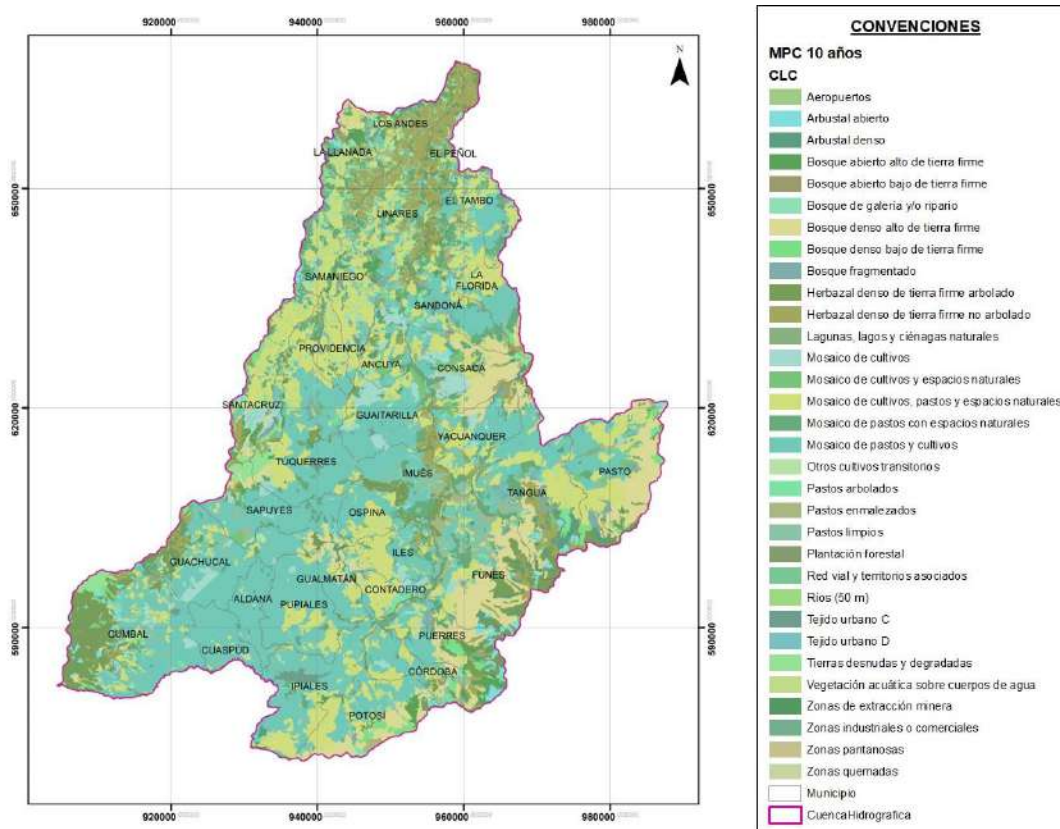 920000 940000 960000 980000
N
650000 650000
620000 620000
590000 590000
LOS ANDES
LA LLANADA
EL PEÑOL
EL TAMBO
LINARES
SAMANIEGO
LA FLORIDA
SANDONÁ
PROVIDENCIA
ANCUYA
CONSACÁ
SANTACRUZ
GUAITARILLA
YACUANQUER
TÚQUERRES
IMUÉS
PASTO
TANGUA
SAPUYES
OSPINA
ILES
GUACHUCAL
GUALMATÁN
FUNES
CONTADERO
ALDANA
PUPIALES
CUMBAL
PUERRES
CUASPUD
CÓRDOBA
IPIALES
POTOSÍ
920000 940000 960000 980000
CONVENCIONES
MPC 10 años
CLC
Aeropuertos
Arbustal abierto
Arbustal denso
Bosque abierto alto de tierra firme
Bosque abierto bajo de tierra firme
Bosque de galería y/o ripario
Bosque denso alto de tierra firme
Bosque denso bajo de tierra firme
Bosque fragmentado
Herbazal denso de tierra firme arbolado
Herbazal denso de tierra firme no arbolado
Lagunas, lagos y ciénagas naturales
Mosaico de cultivos
Mosaico de cultivos y espacios naturales
Mosaico de cultivos, pastos y espacios naturales
Mosaico de pastos con espacios naturales
Mosaico de pastos y cultivos
Otros cultivos transitorios
Pastos arbolados
Pastos enmalezados
Pastos limpios
Plantación forestal
Red vial y territorios asociados
Ríos (50 m)
Tejido urbano C
Tejido urbano D
Tierras desnudas y degradadas
Vegetación acuática sobre cuerpos de agua
Zonas de extracción minera
Zonas industriales o comerciales
Zonas pantanosas
Zonas quemadas
Municipio
CuencaHidrografica